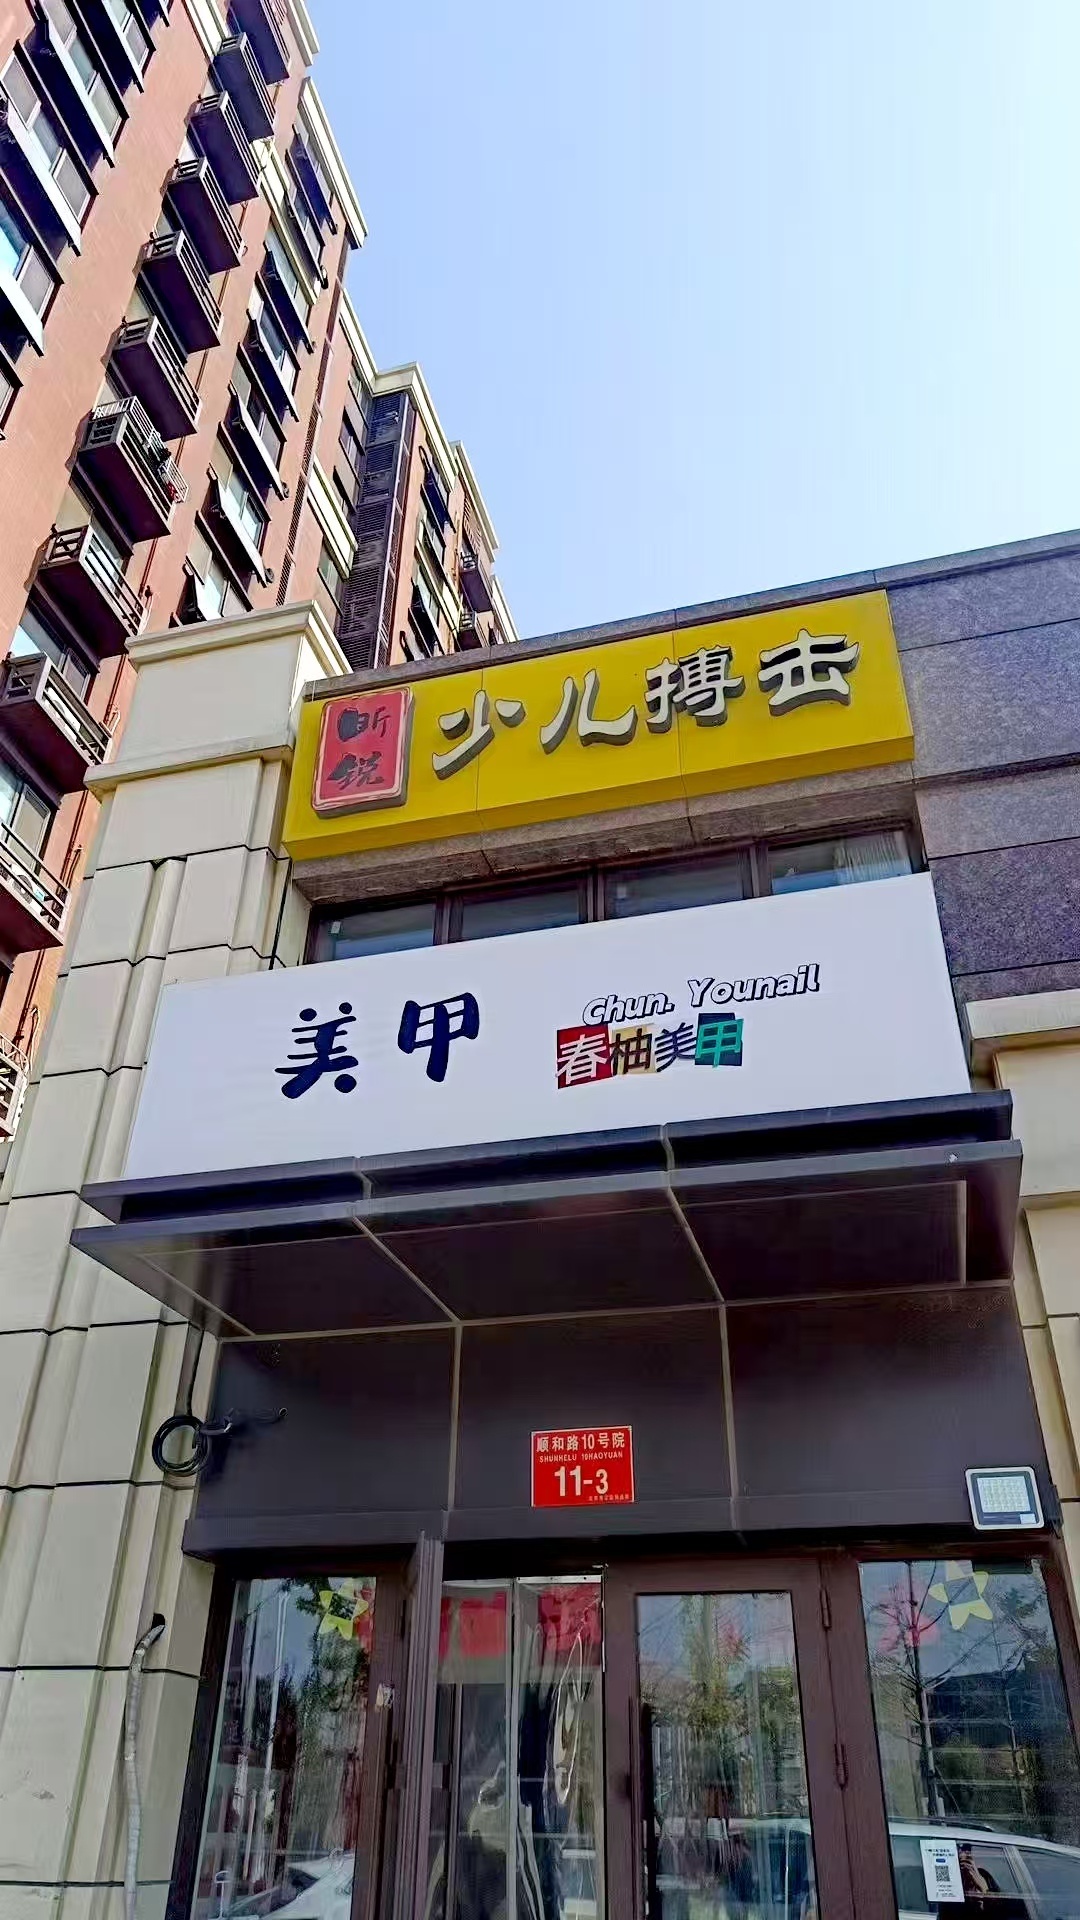 昕锐
少儿搏击
美甲
Chun. Younail
春柚美甲
顺和路10号院
SHUNHELU 10HAOYUAN
11-3